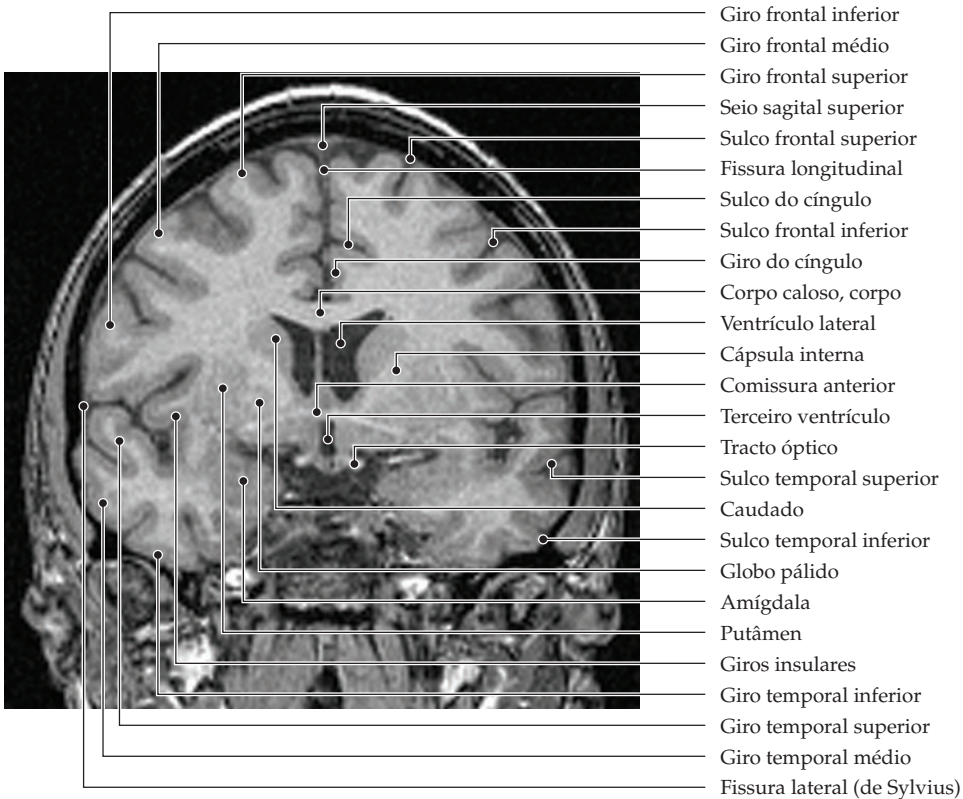 Giro frontal inferior
Giro frontal médio
Giro frontal superior
Seio sagital superior
Sulco frontal superior
Fissura longitudinal
Sulco do cíngulo
Sulco frontal inferior
Giro do cíngulo
Corpo caloso, corpo
Ventrículo lateral
Cápsula interna
Comissura anterior
Terceiro ventrículo
Tracto óptico
Sulco temporal superior
Caudado
Sulco temporal inferior
Globo pálido
Amígdala
Putâmen
Giros insulares
Giro temporal inferior
Giro temporal superior
Giro temporal médio
Fissura lateral (de Sylvius)